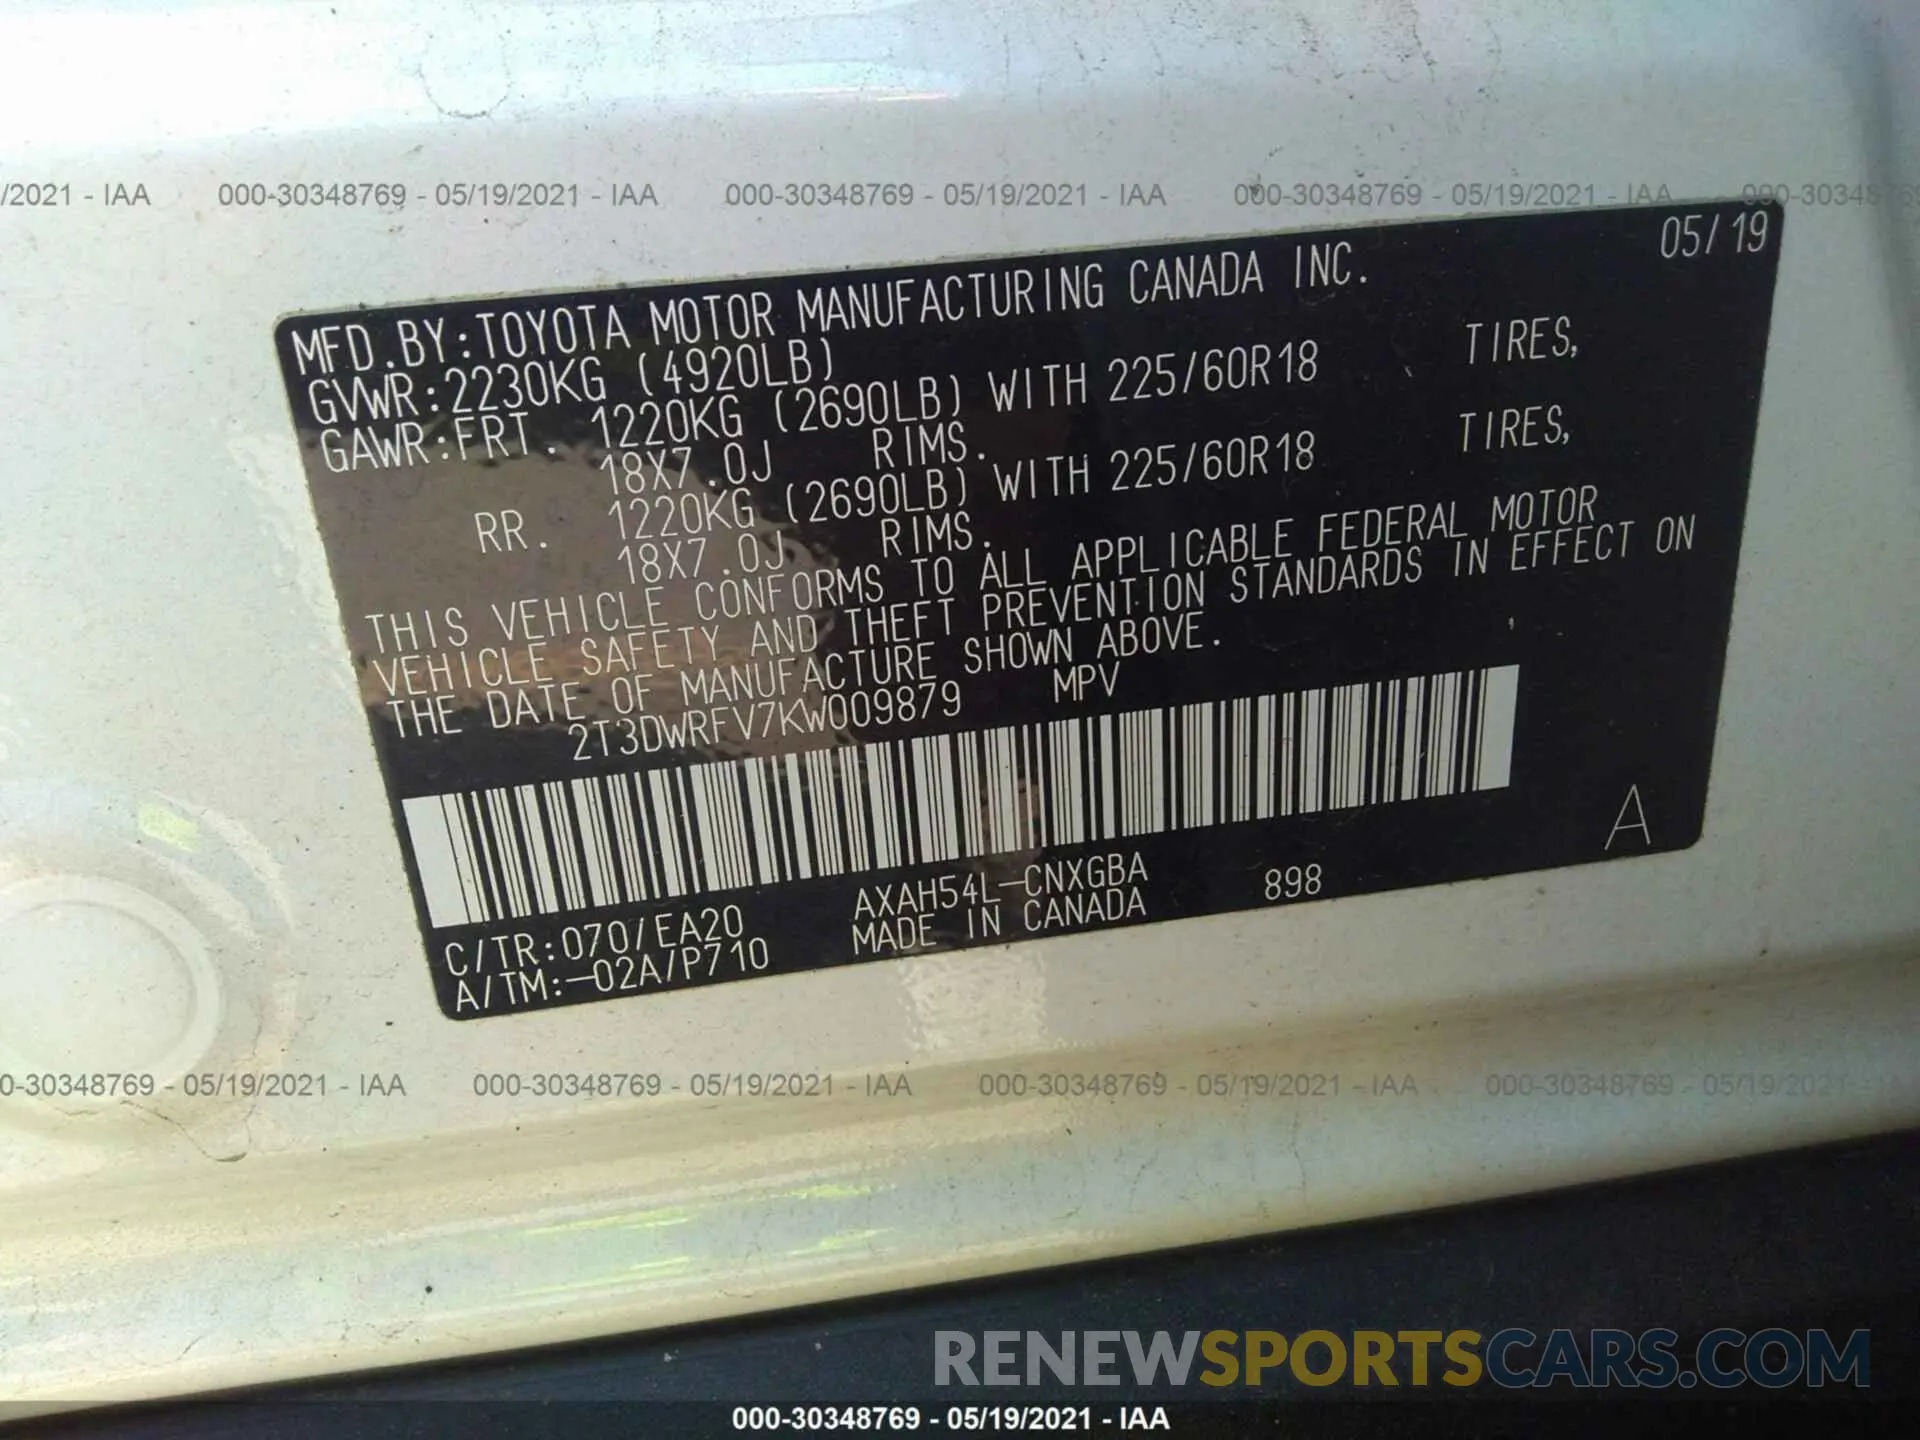 /2021 - IAA 000-30348769 - 05/19/2021 - IAA 000-30348769 - 05/19/2021 - IAA 000-30348769 - 05/19/2021 - IAA 000-30348769
05/19
MFD.BY:TOYOTA MOTOR MANUFACTURING CANADA INC.
GVWR:2230KG (4920LB)
GAWR:FRT. 1220KG (2690LB) WITH 225/60R18 TIRES,
18X7.0J RIMS.
RR. 1220KG (2690LB) WITH 225/60R18 TIRES,
18X7.0J RIMS.
THIS VEHICLE CONFORMS TO ALL APPLICABLE FEDERAL MOTOR
VEHICLE SAFETY AND THEFT PREVENTION STANDARDS IN EFFECT ON
THE DATE OF MANUFACTURE SHOWN ABOVE.
2T3DWRFV7KW009879 MPV
A
C/TR:070/EA20 AXAH54L-CNXGBA 898
A/TM:-02A/P710 MADE IN CANADA
0-30348769 - 05/19/2021 - IAA 000-30348769 - 05/19/2021 - IAA 000-30348769 - 05/19/2021 - IAA 000-30348769 - 05/19/2021 - IA
RENEWSPORTSCARS.COM
000-30348769 - 05/19/2021 - IAA